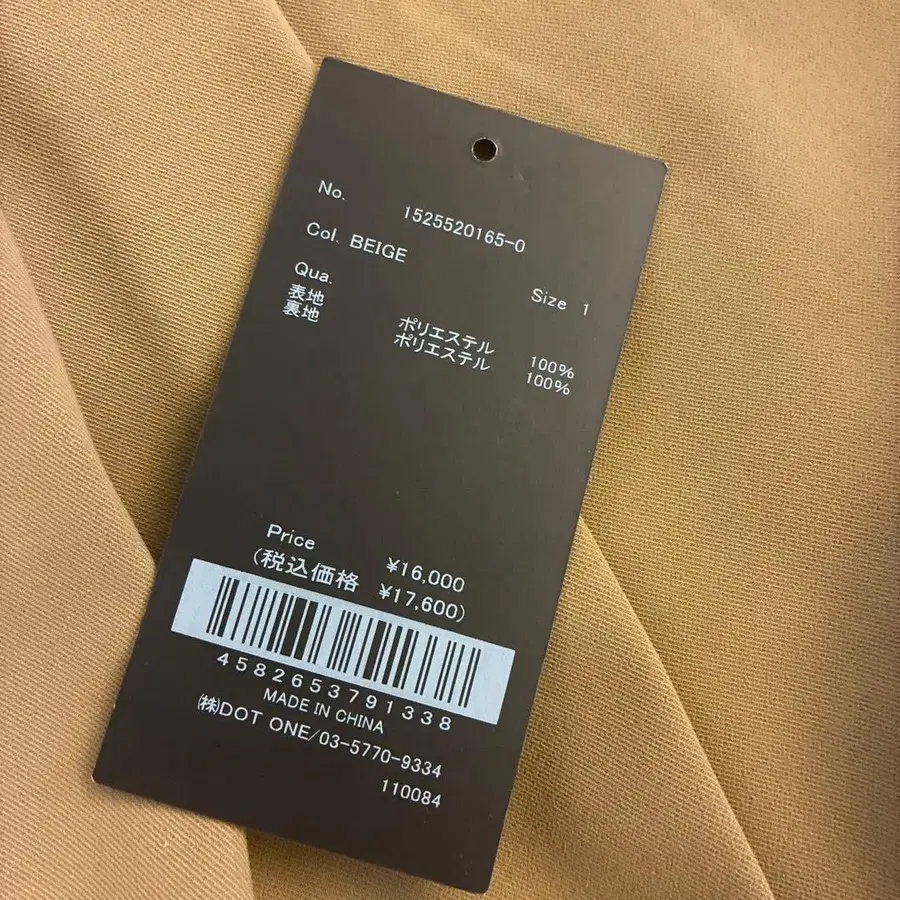 No. 1525520165-0
Col. BEIGE Size 1
Qua.
表地 ポリエステル 100%
裏地 ポリエステル 100%
Price ¥16,000
(税込価格 ¥17,600)
4582653791338
MADE IN CHINA
㈱DOT ONE/03-5770-9334
110084